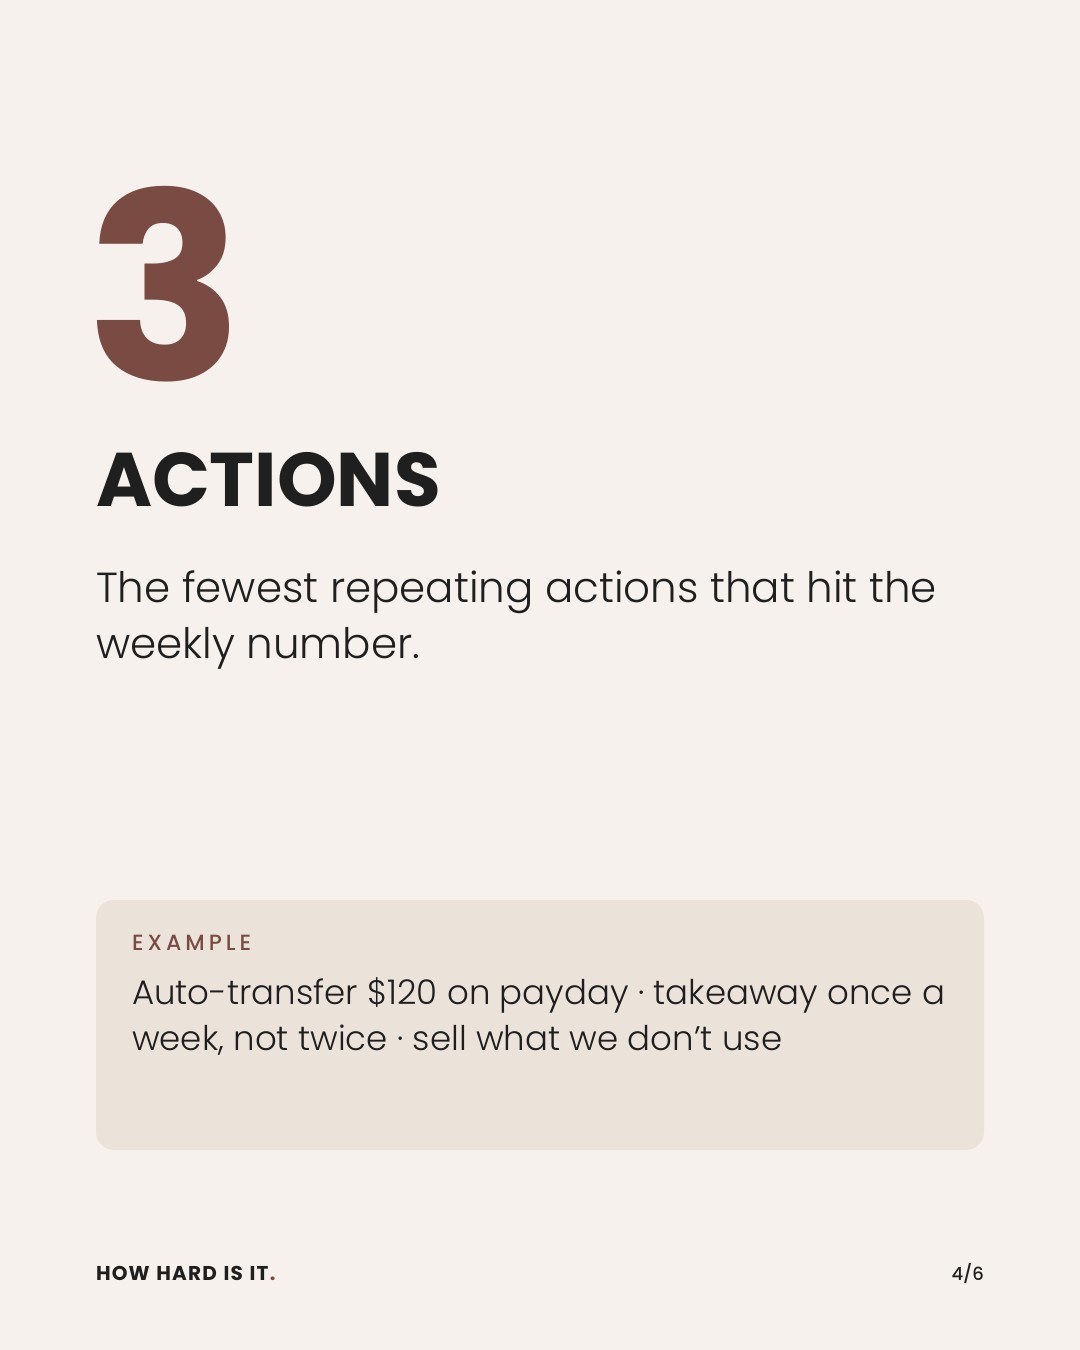 3
ACTIONS
The fewest repeating actions that hit the
weekly number.
EXAMPLE
Auto-transfer $120 on payday · takeaway once a
week, not twice · sell what we don’t use
HOW HARD IS IT.
4/6